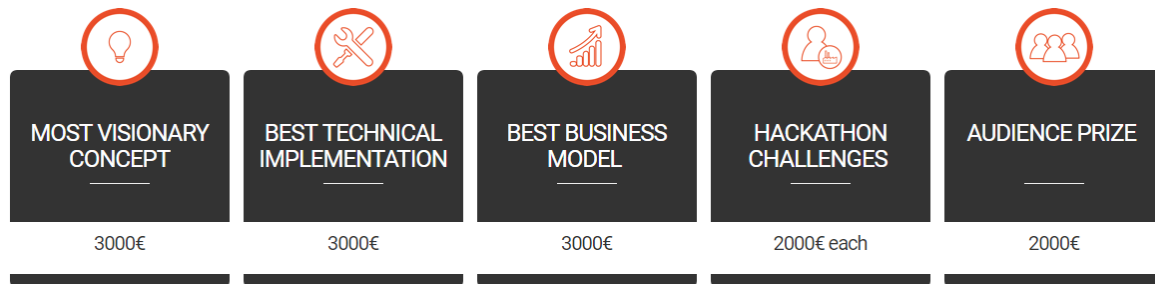 MOST VISIONARY
CONCEPT
3000€
BEST TECHNICAL
IMPLEMENTATION
3000€
BEST BUSINESS
MODEL
3000€
HACKATHON
CHALLENGES
2000€ each
AUDIENCE PRIZE
2000€